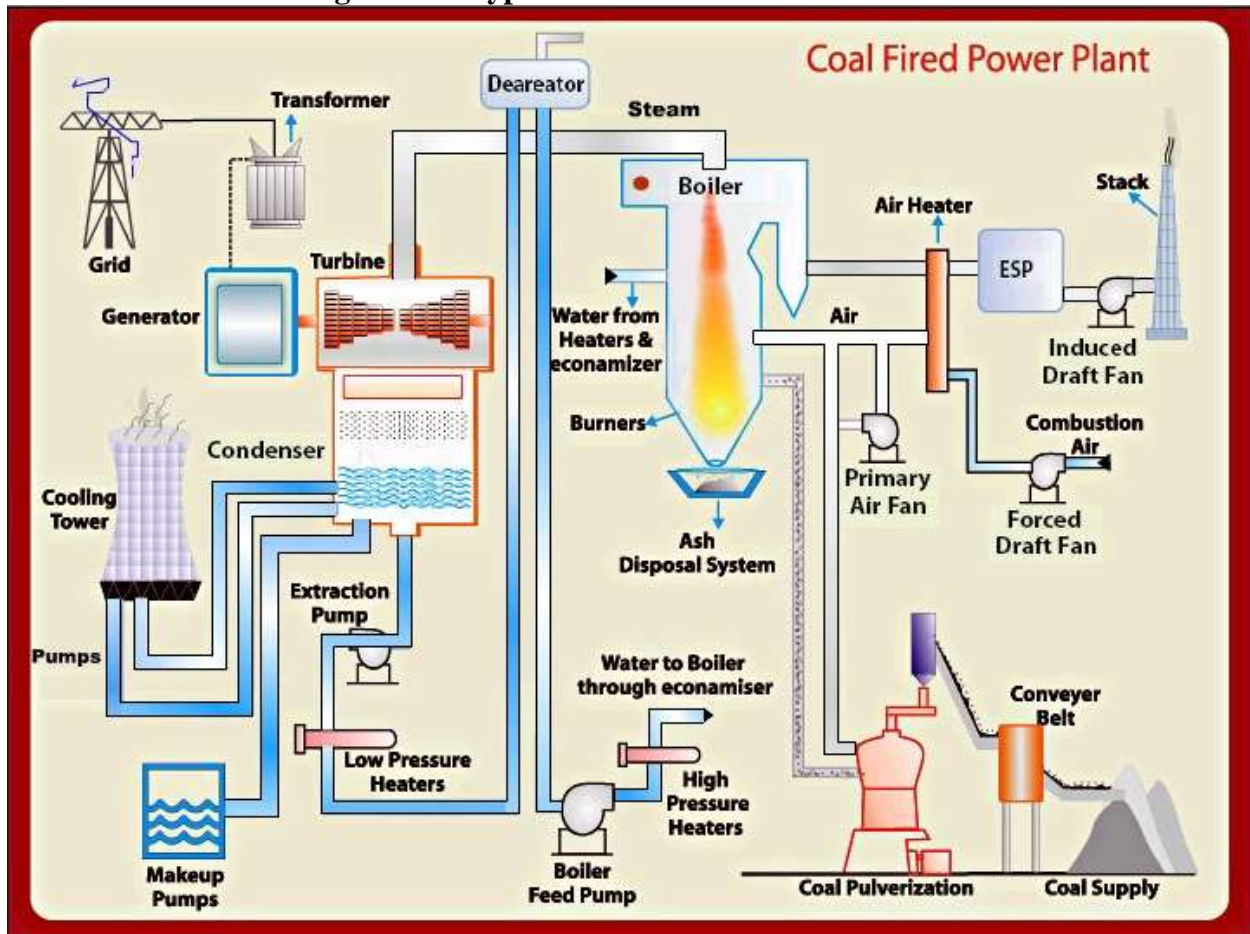 Coal Fired Power Plant
Deareator
Transformer
Steam
Boiler
Stack
Air Heater
Grid
Turbine
ESP
Generator
Water from
Heaters &
econamizer
Air
Induced
Draft Fan
Burners
Combustion
Air
Condenser
Primary
Air Fan
Cooling
Tower
Forced
Draft Fan
Ash
Disposal System
Extraction
Pump
Pumps
Water to Boiler
through economiser
Conveyer
Belt
Low Pressure
Heaters
High
Pressure
Heaters
Makeup
Pumps
Boiler
Feed Pump
Coal Pulverization
Coal Supply